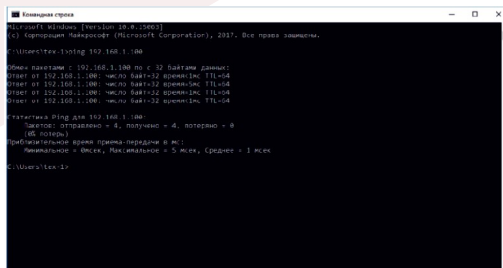 Командная строка
Microsoft Windows [Version 10.0.15063]
(c) Корпорация Майкрософт (Microsoft Corporation), 2017. Все права защищены.
C:\Users\tex-1>ping 192.168.1.100
Обмен пакетами с 192.168.1.100 по с 32 байтами данных:
Ответ от 192.168.1.100: число байт=32 время=1мс TTL=64
Ответ от 192.168.1.100: число байт=32 время=5мс TTL=64
Ответ от 192.168.1.100: число байт=32 время<1мс TTL=64
Ответ от 192.168.1.100: число байт=32 время<1мс TTL=64
Статистика Ping для 192.168.1.100:
Пакетов: отправлено = 4, получено = 4, потеряно = 0
(0% потерь)
Приблизительное время приема-передачи в мс:
Минимальное = 0мсек, Максимальное = 5 мсек, Среднее = 1 мсек
C:\Users\tex-1>